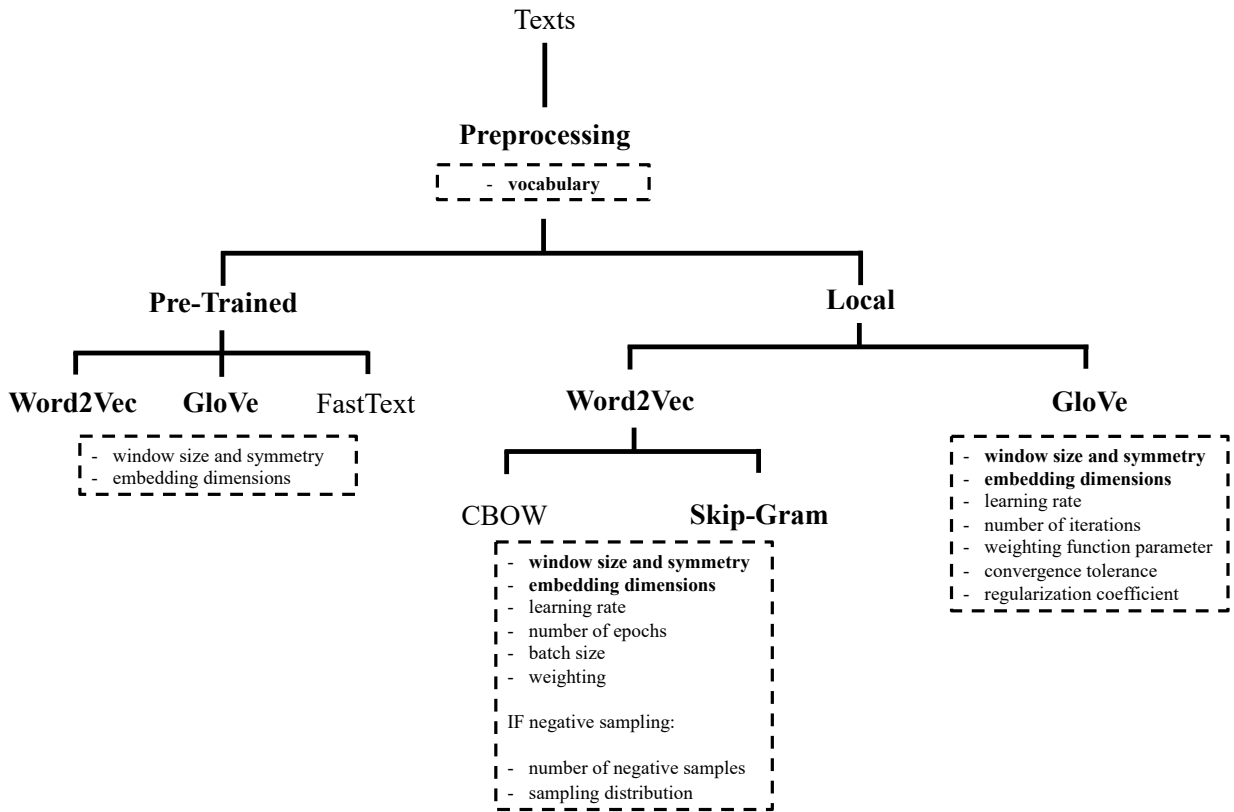 Texts
Preprocessing
- vocabulary
Pre-Trained
Local
Word2Vec
GloVe
FastText
- window size and symmetry
- embedding dimensions
Word2Vec
GloVe
CBOW
Skip-Gram
- window size and symmetry
- embedding dimensions
- learning rate
- number of epochs
- batch size
- weighting
IF negative sampling:
- number of negative samples
- sampling distribution
- window size and symmetry
- embedding dimensions
- learning rate
- number of iterations
- weighting function parameter
- convergence tolerance
- regularization coefficient